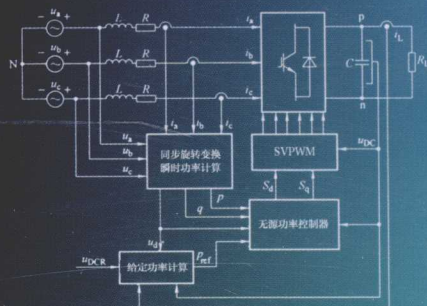 u_a
L
R
i_a
p
i_L
u_b
L
R
i_b
N
C
R_L
u_c
L
R
i_c
n
i_a i_b i_c
u_a
u_b
u_c
同步旋转变换
瞬时功率计算
SVPWM
u_DC
p
q
S_d
S_q
无源功率控制器
u_d
u_DCR
给定功率计算
p_ref